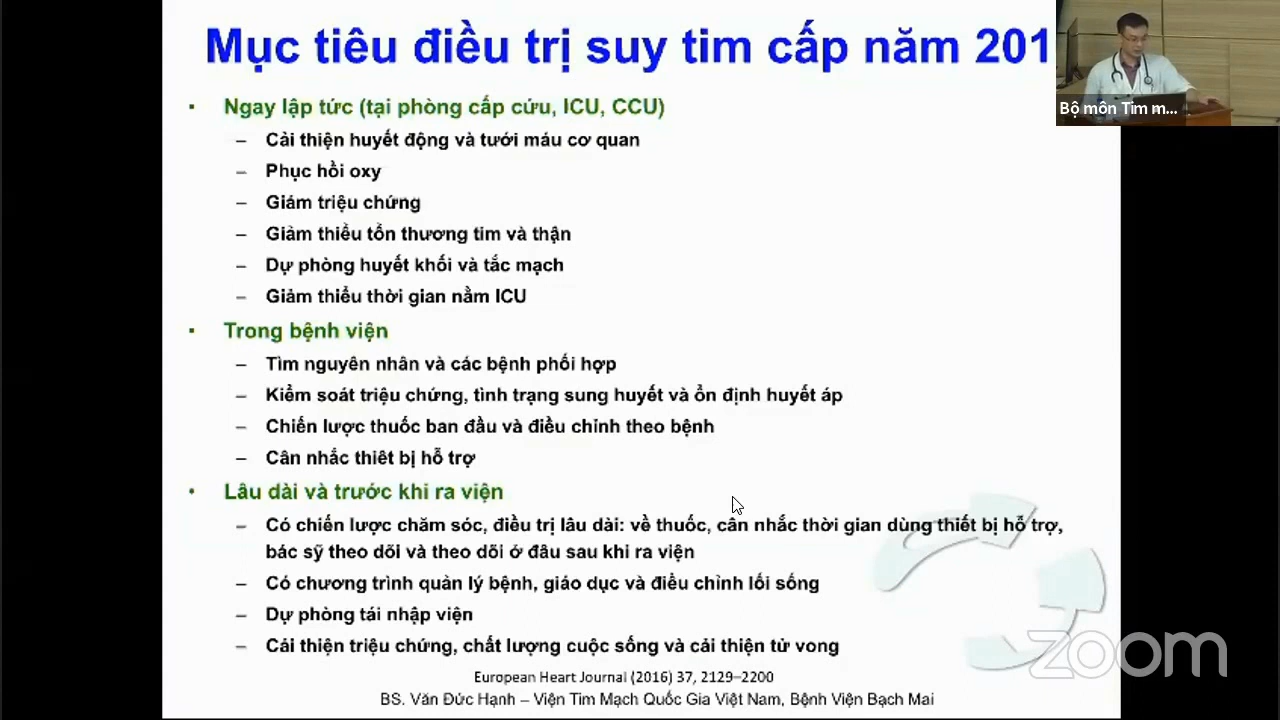 Mục tiêu điều trị suy tim cấp năm 201
Bộ môn Tim m...
• Ngay lập tức (tại phòng cấp cứu, ICU, CCU)
– Cải thiện huyết động và tưới máu cơ quan
– Phục hồi oxy
– Giảm triệu chứng
– Giảm thiểu tổn thương tim và thận
– Dự phòng huyết khối và tắc mạch
– Giảm thiểu thời gian nằm ICU
• Trong bệnh viện
– Tìm nguyên nhân và các bệnh phối hợp
– Kiểm soát triệu chứng, tình trạng sung huyết và ổn định huyết áp
– Chiến lược thuốc ban đầu và điều chỉnh theo bệnh
– Cân nhắc thiêt bị hỗ trợ
• Lâu dài và trước khi ra viện
– Có chiến lược chăm sóc, điều trị lâu dài: về thuốc, cân nhắc thời gian dùng thiết bị hỗ trợ,
bác sỹ theo dõi và theo dõi ở đâu sau khi ra viện
– Có chương trình quản lý bệnh, giáo dục và điều chỉnh lối sống
– Dự phòng tái nhập viện
– Cải thiện triệu chứng, chất lượng cuộc sống và cải thiện tử vong
zoom
European Heart Journal (2016) 37, 2129–2200
BS. Văn Đức Hạnh – Viện Tim Mạch Quốc Gia Việt Nam, Bệnh Viện Bạch Mai